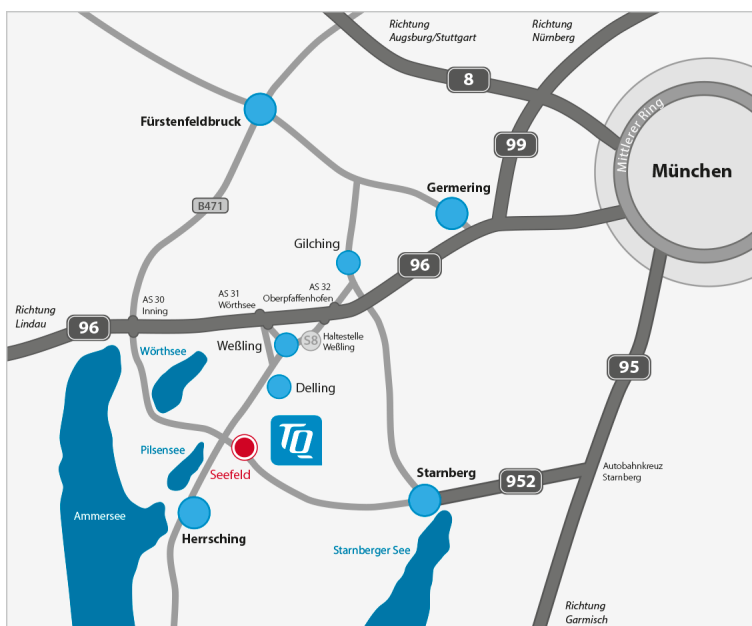 Richtung
Augsburg/Stuttgart
Richtung
Nürnberg
8
Mittlerer Ring
Fürstenfeldbruck
99
München
Germering
B471
Gilching
96
AS 30
Inning
AS 31
Wörthsee
AS 32
Oberpfaffenhofen
Richtung
Lindau
96
Weßling
S8
Haltestelle
Weßling
Wörthsee
95
Delling
TQ
Pilsensee
Seefeld
Starnberg
952
Autobahnkreuz
Starnberg
Ammersee
Herrsching
Starnberger See
Richtung
Garmisch